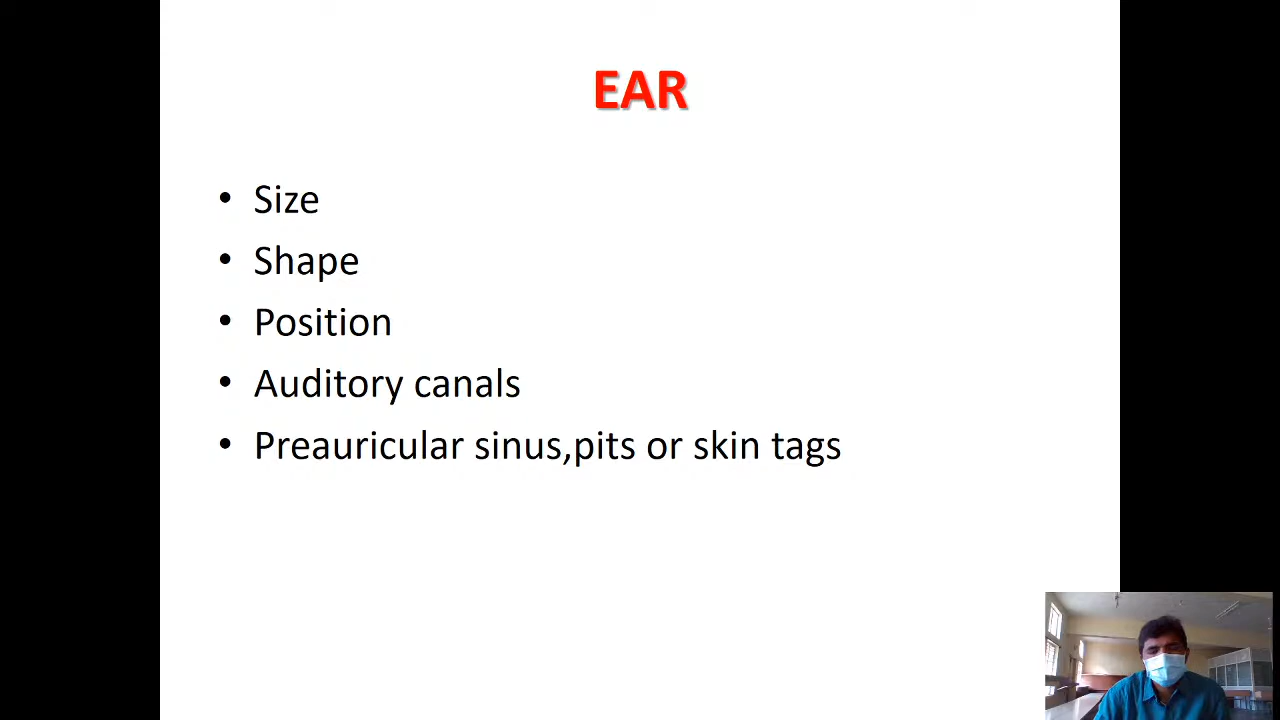 EAR
• Size
• Shape
• Position
• Auditory canals
• Preauricular sinus,pits or skin tags